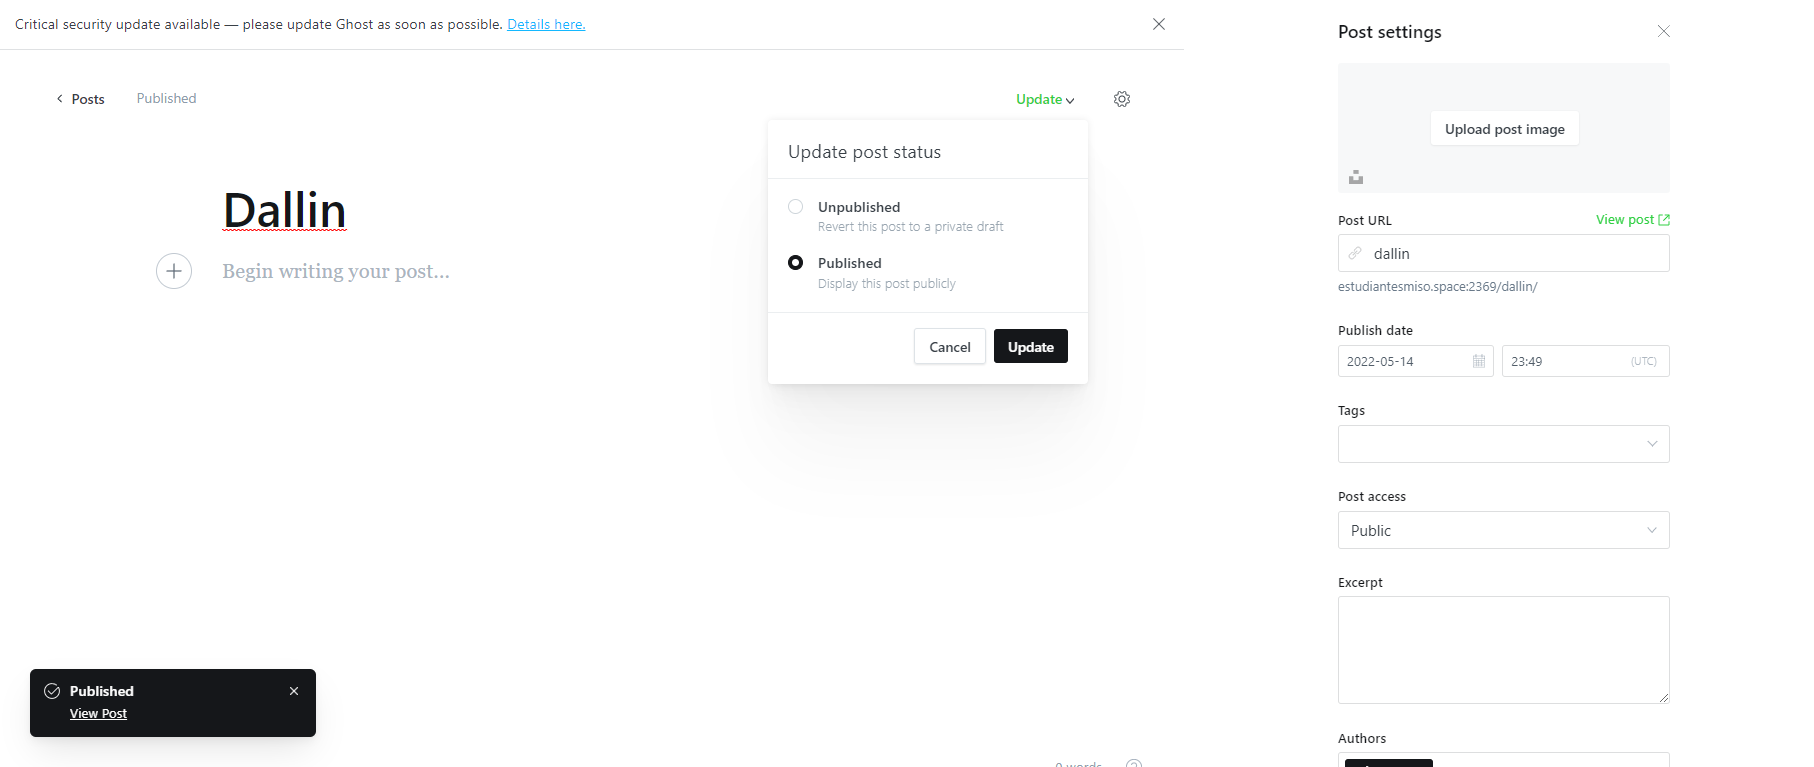 Critical security update available — please update Ghost as soon as possible. Details here.
Posts
Published
Update
Update post status
Unpublished
Revert this post to a private draft
Published
Display this post publicly
Cancel
Update
Dallin
Begin writing your post...
Published
View Post
0 words
Post settings
Upload post image
Post URL
View post
dallin
estudiantesmiso.space:2369/dallin/
Publish date
2022-05-14
23:49
(UTC)
Tags
Post access
Public
Excerpt
Authors